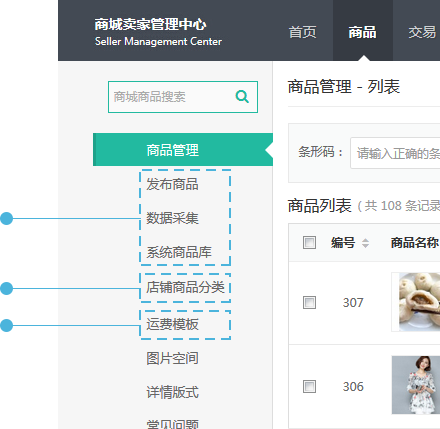 商城卖家管理中心
Seller Management Center
首页 商品 交易
商城商品搜索
商品管理
发布商品
数据采集
系统商品库
店铺商品分类
运费模板
图片空间
详情版式
常见问题
商品管理 - 列表
条形码： 请输入正确的条
商品列表 ( 共 108 条记录
编号 商品名称
307
306